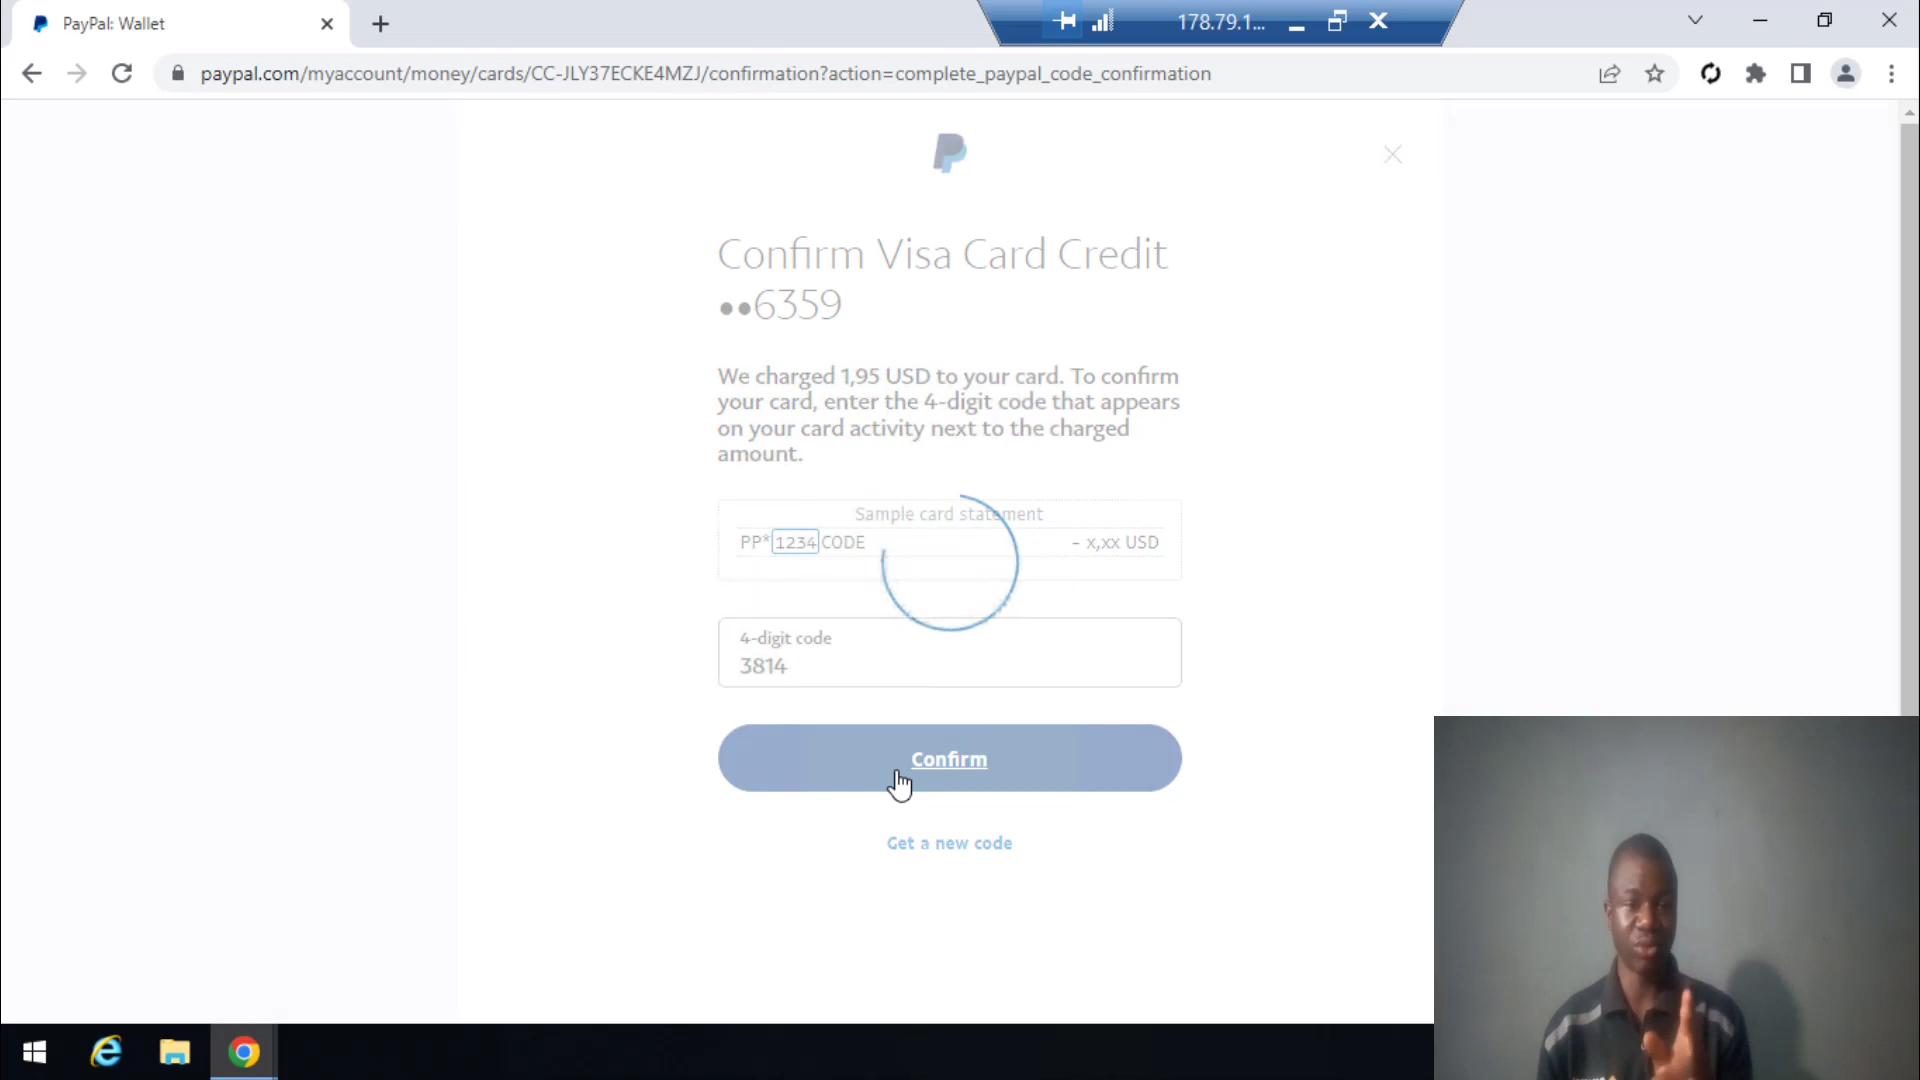 PayPal: Wallet
178.79.1...
paypal.com/myaccount/money/cards/CC-JLY37ECKE4MZJ/confirmation?action=complete_paypal_code_confirmation
Confirm Visa Card Credit
••6359
We charged 1,95 USD to your card. To confirm
your card, enter the 4-digit code that appears
on your card activity next to the charged
amount.
Sample card statement
PP*1234CODE - x,xx USD
4-digit code
3814
Confirm
Get a new code